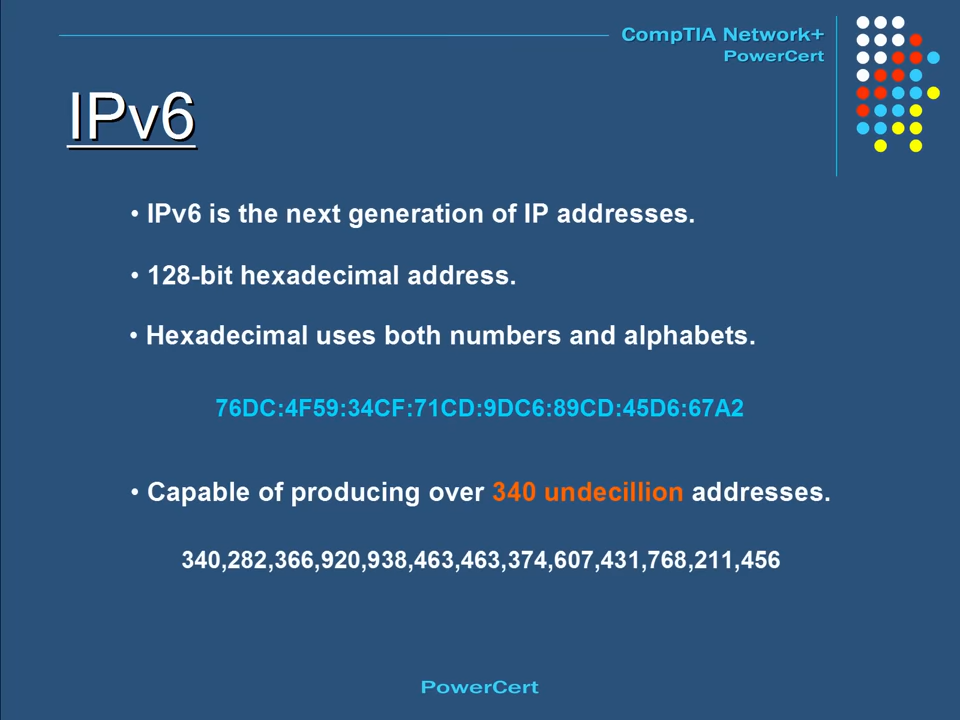 CompTIA Network+
PowerCert
IPv6
• IPv6 is the next generation of IP addresses.
• 128-bit hexadecimal address.
• Hexadecimal uses both numbers and alphabets.
76DC:4F59:34CF:71CD:9DC6:89CD:45D6:67A2
• Capable of producing over 340 undecillion addresses.
340,282,366,920,938,463,463,374,607,431,768,211,456
PowerCert